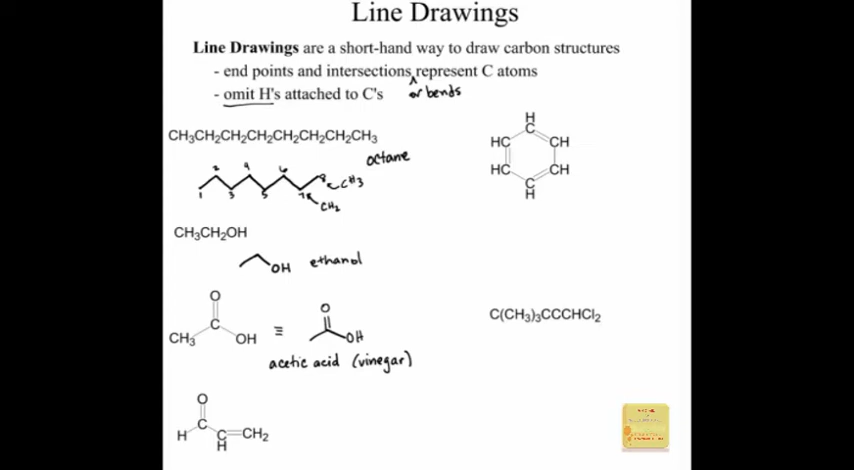 Line Drawings
Line Drawings are a short-hand way to draw carbon structures
- end points and intersections ^ represent C atoms
or bends
- omit H's attached to C's
CH3CH2CH2CH2CH2CH2CH2CH3
octane
1 2 3 4 5 6 7 8
CH3
CH2
CH3CH2OH
OH ethanol
O
C
CH3 OH
≡
O
OH
acetic acid (vinegar)
O
C
H C CH2
H
H
C
HC CH
HC CH
C
H
C(CH3)3CCCHCl2